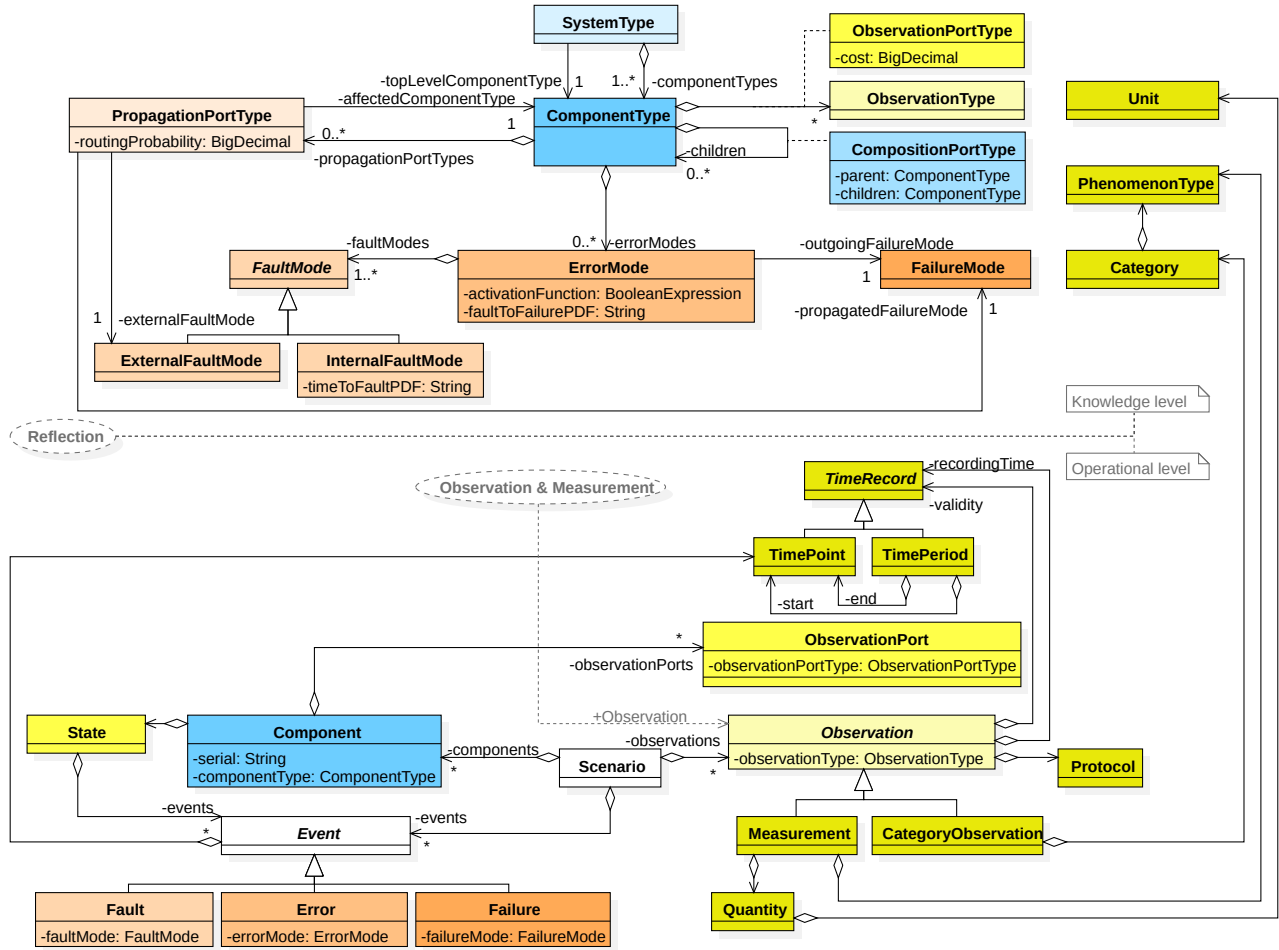 SystemType
ObservationPortType
-cost: BigDecimal
-topLevelComponentType
1
1..*
-componentTypes
-affectedComponentType
PropagationPortType
-routingProbability: BigDecimal
ComponentType
ObservationType
*
Unit
1
0..*
-propagationPortTypes
-children
0..*
CompositionPortType
-parent: ComponentType
-children: ComponentType
PhenomenonType
-faultModes
1..*
0..*
-errorModes
-outgoingFailureMode
1
FaultMode
ErrorMode
-activationFunction: BooleanExpression
-faultToFailurePDF: String
FailureMode
Category
1
-externalFaultMode
-propagatedFailureMode
1
ExternalFaultMode
InternalFaultMode
-timeToFaultPDF: String
Knowledge level
Reflection
Operational level
Observation & Measurement
TimeRecord
-recordingTime
-validity
TimePoint
TimePeriod
-start
-end
*
-observationPorts
ObservationPort
-observationPortType: ObservationPortType
State
Component
-serial: String
-componentType: ComponentType
+Observation
-components
*
Scenario
-observations
*
Observation
-observationType: ObservationType
Protocol
-events
*
Event
-events
*
Measurement
CategoryObservation
Fault
-faultMode: FaultMode
Error
-errorMode: ErrorMode
Failure
-failureMode: FailureMode
Quantity